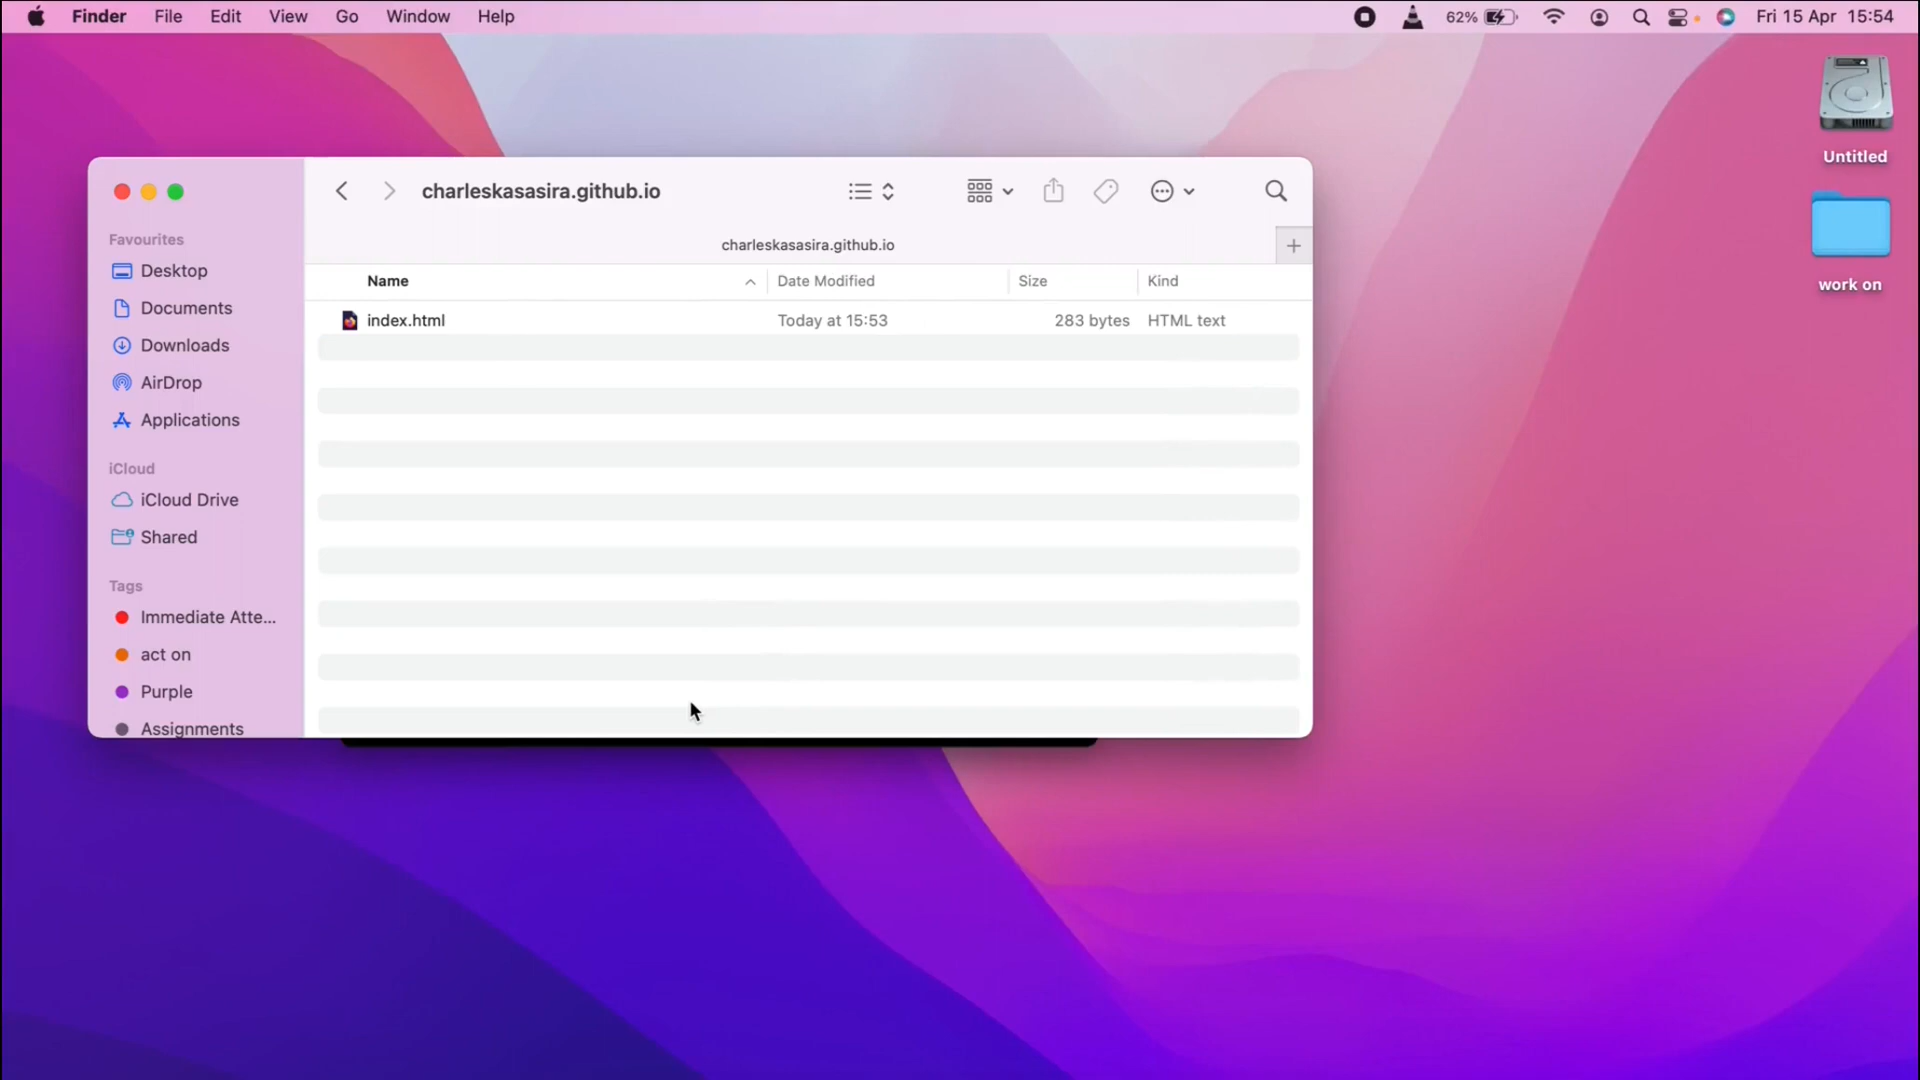 Finder File Edit View Go Window Help 62% Fri 15 Apr 15:54
charleskasasira.github.io
charleskasasira.github.io
Name Date Modified Size Kind
index.html Today at 15:53 283 bytes HTML text
Favourites
Desktop
Documents
Downloads
AirDrop
Applications
iCloud
iCloud Drive
Shared
Tags
Immediate Atte...
act on
Purple
Assignments
Untitled
work on